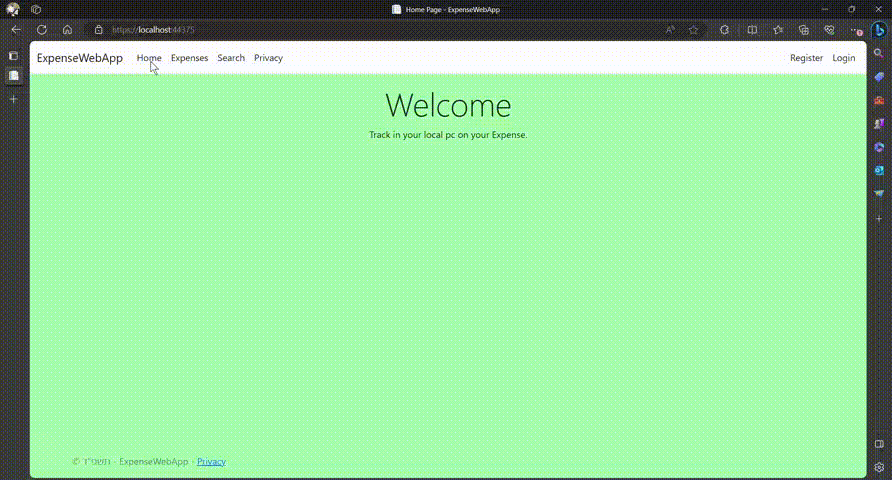 Home Page - ExpenseWebApp
https://localhost:44375
ExpenseWebApp Home Expenses Search Privacy Register Login
Welcome
Track in your local pc on your Expense.
© תשפ"ד - ExpenseWebApp - Privacy